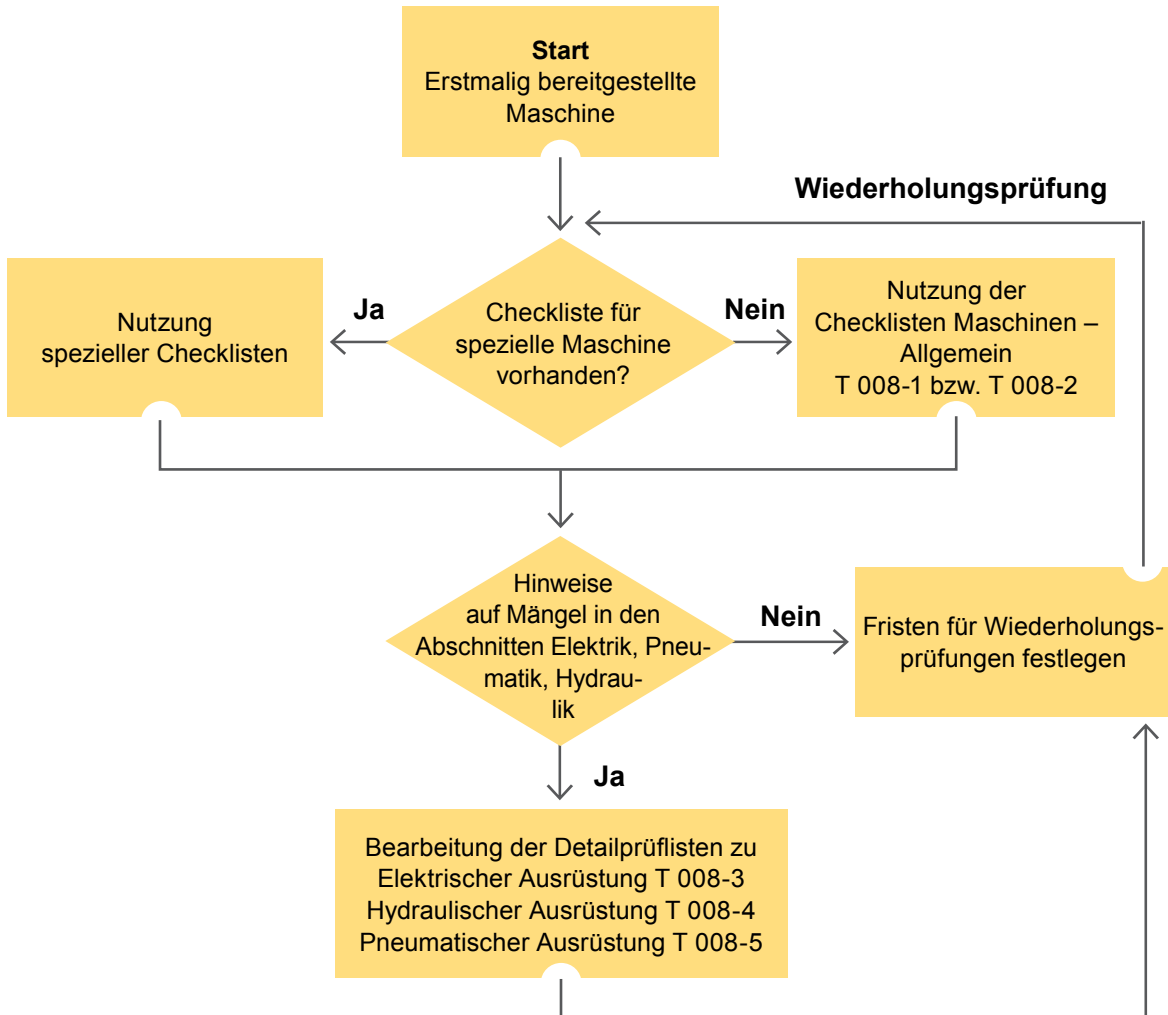 Start
Erstmalig bereitgestellte
Maschine
Wiederholungsprüfung
Nutzung
spezieller Checklisten
Ja
Checkliste für
spezielle Maschine
vorhanden?
Nein
Nutzung der
Checklisten Maschinen –
Allgemein
T 008-1 bzw. T 008-2
Hinweise
auf Mängel in den
Abschnitten Elektrik, Pneu-
matik, Hydrau-
lik
Nein
Fristen für Wiederholungs-
prüfungen festlegen
Ja
Bearbeitung der Detailprüflisten zu
Elektrischer Ausrüstung T 008-3
Hydraulischer Ausrüstung T 008-4
Pneumatischer Ausrüstung T 008-5